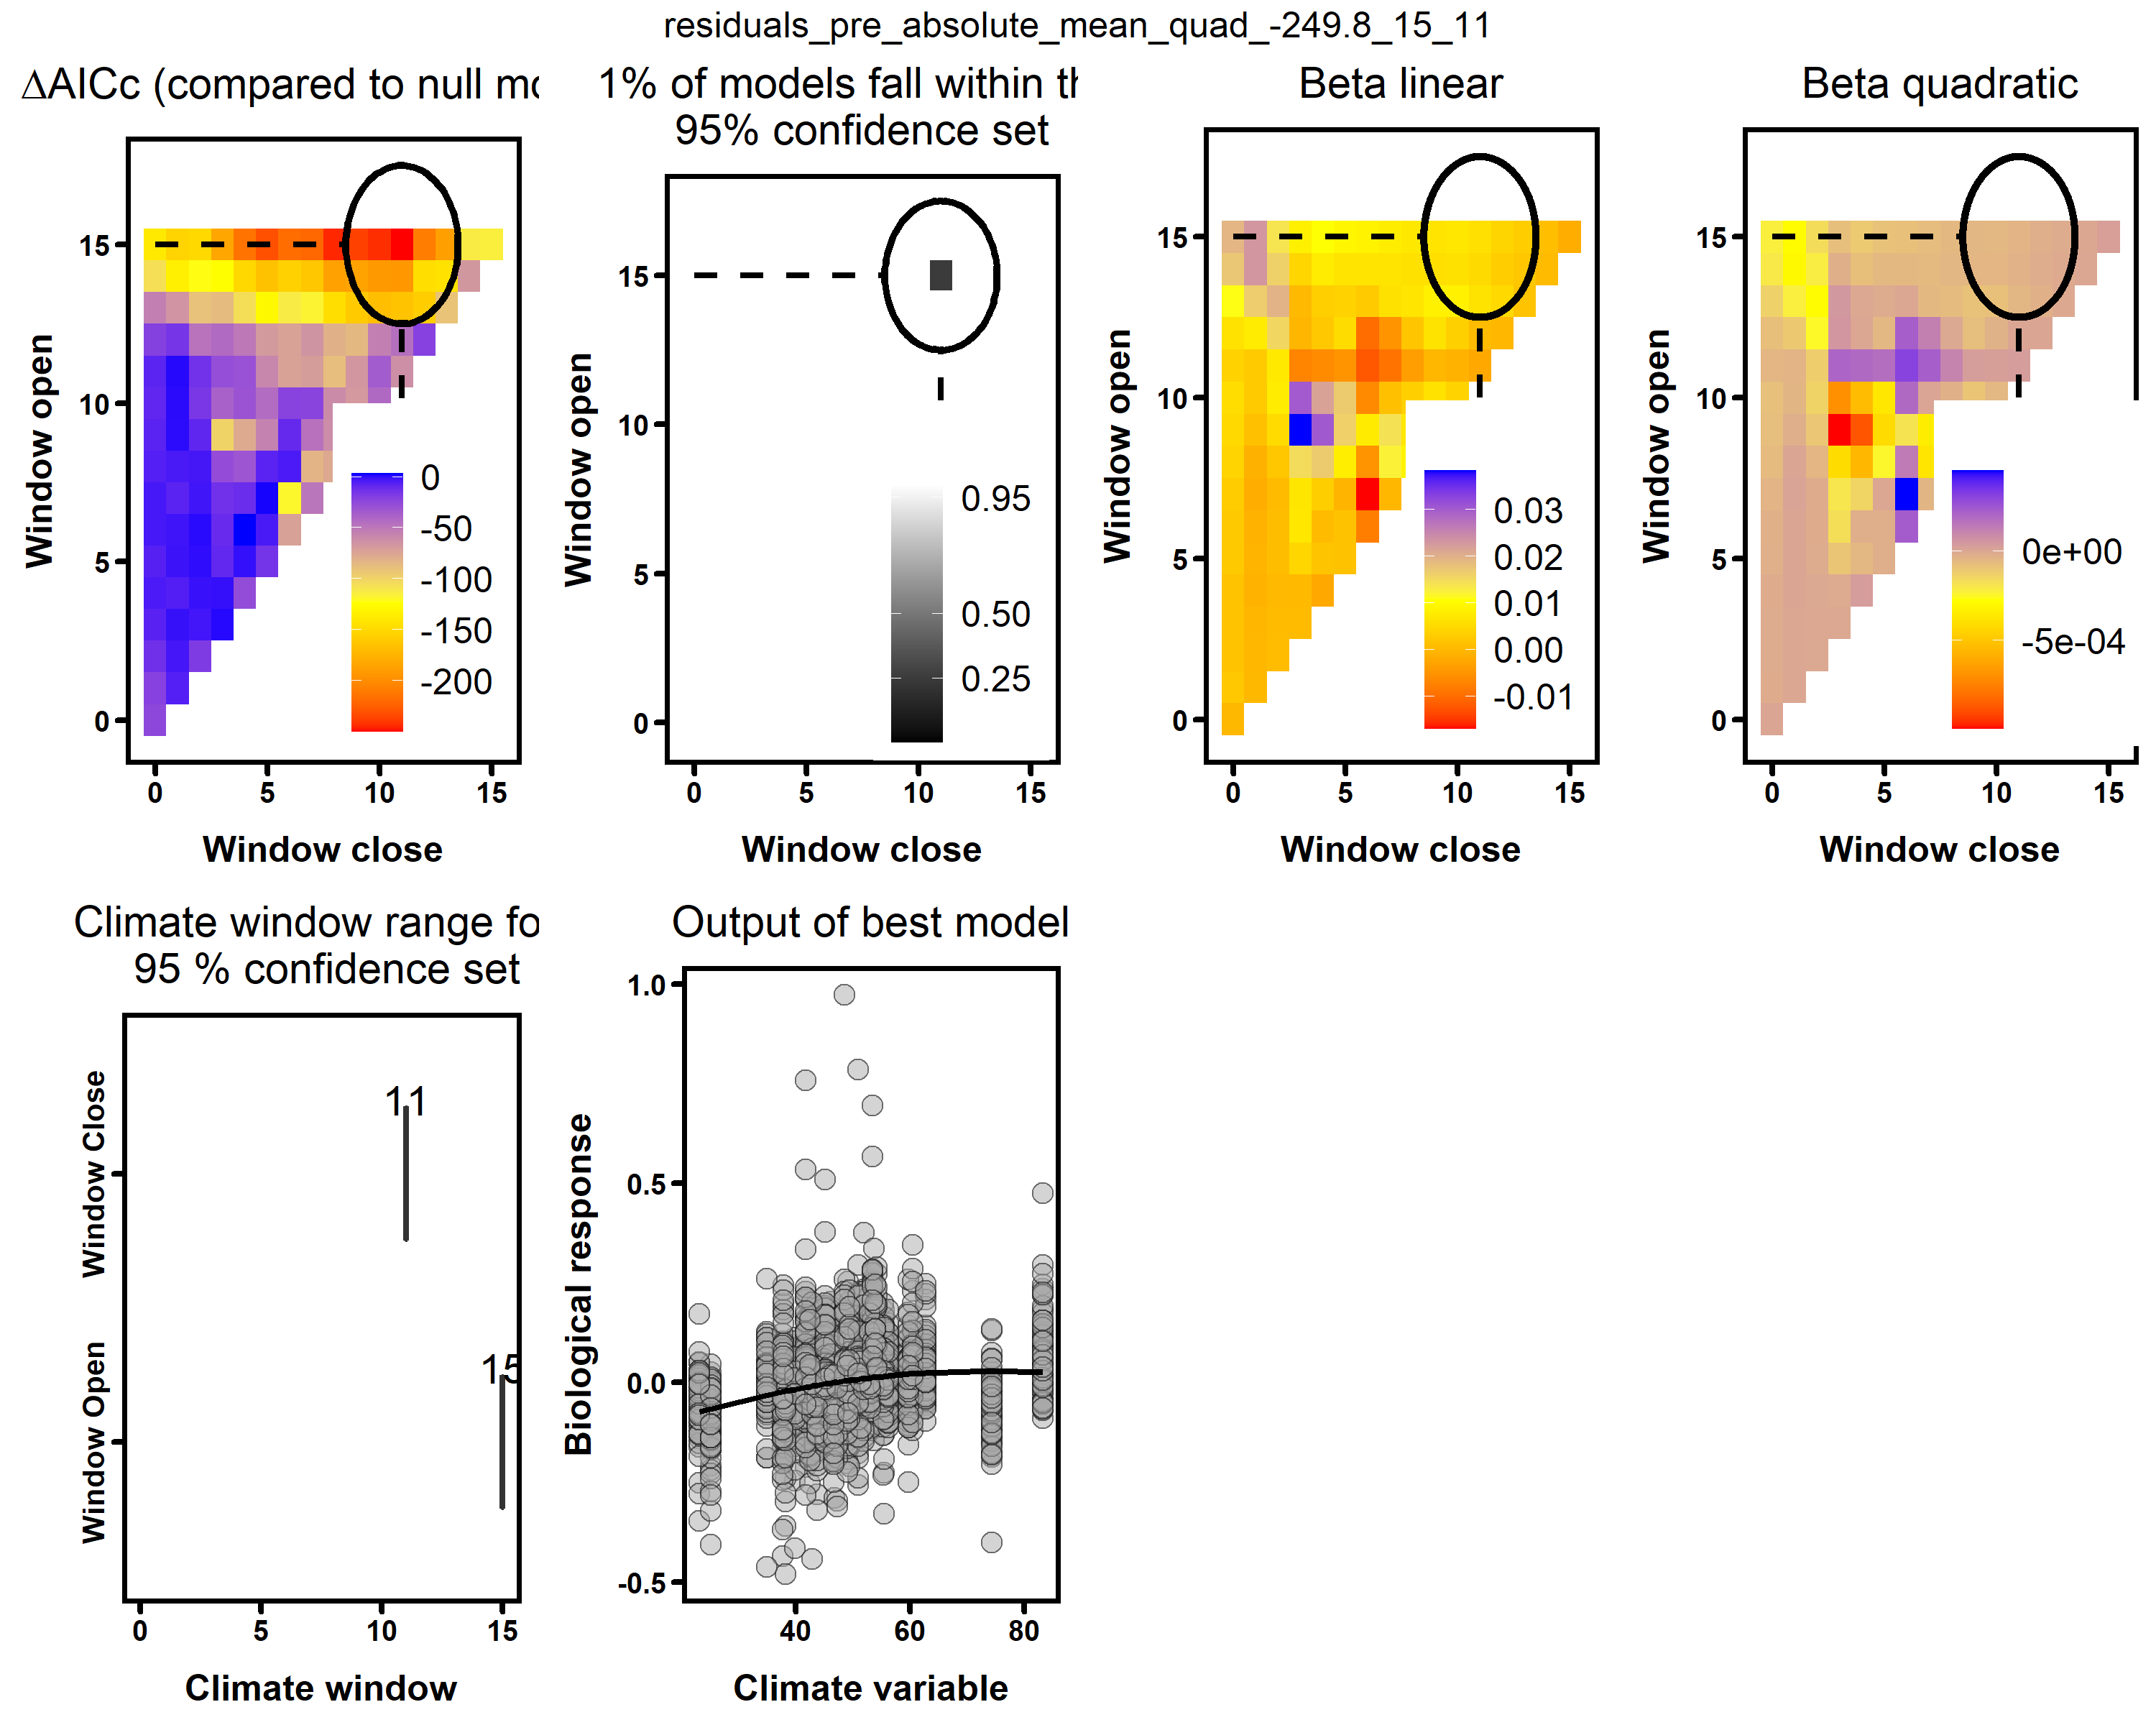 residuals_pre_absolute_mean_quad_-249.8_15_11
ΔAICc (compared to null mo
15
10
5
0
0
5
10
15
Window open
Window close
0
-50
-100
-150
-200
1% of models fall within th
95% confidence set
15
10
5
0
0
5
10
15
Window open
Window close
0.95
0.50
0.25
Beta linear
15
10
5
0
0
5
10
15
Window open
Window close
0.03
0.02
0.01
0.00
-0.01
Beta quadratic
15
10
5
0
0
5
10
15
Window open
Window close
0e+00
-5e-04
Climate window range fo
95 % confidence set
Window Close
Window Open
11
15
0
5
10
15
Climate window
Output of best model
1.0
0.5
0.0
-0.5
Biological response
40
60
80
Climate variable